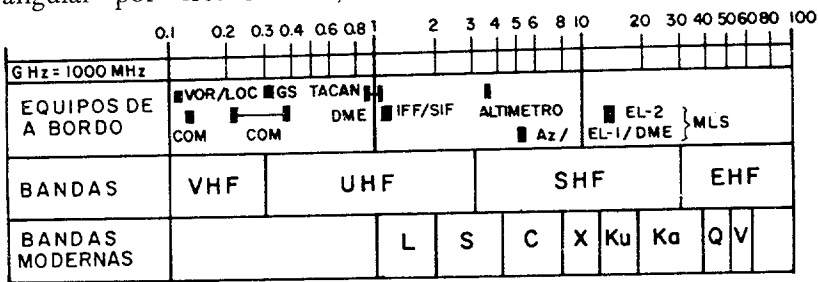 angular por
0.1 0.2 0.3 0.4 0.6 0.8 1 2 3 4 5 6 8 10 20 30 40 50 60 80 100
G Hz = 1000 MHz
EQUIPOS DE A BORDO
VOR/LOC GS TACAN IFF/SIF ALTIMETRO EL-2
COM COM DME Az/ EL-1/DME MLS
BANDAS VHF UHF SHF EHF
BANDAS MODERNAS L S C X Ku Ka Q V